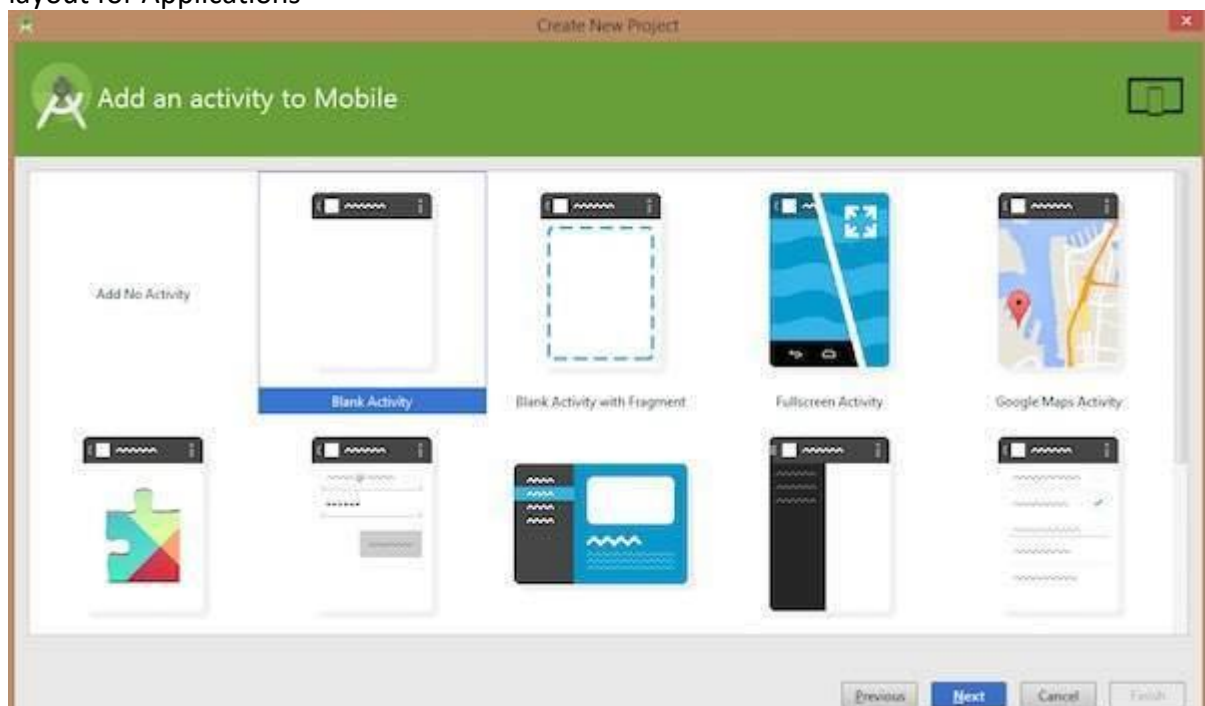 layout for Applications
Create New Project
Add an activity to Mobile
Add No Activity
Blank Activity
Blank Activity with Fragment
Fullscreen Activity
Google Maps Activity
Previous
Next
Cancel
Finish